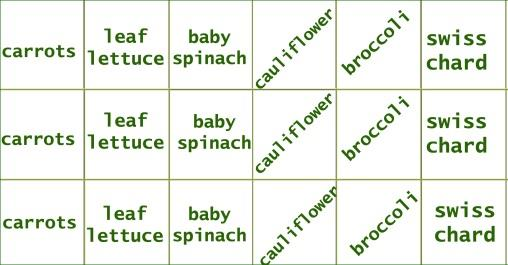 carrots
leaf
lettuce
baby
spinach
cauliflower
broccoli
swiss
chard
carrots
leaf
lettuce
baby
spinach
cauliflower
broccoli
swiss
chard
carrots
leaf
lettuce
baby
spinach
cauliflower
broccoli
swiss
chard